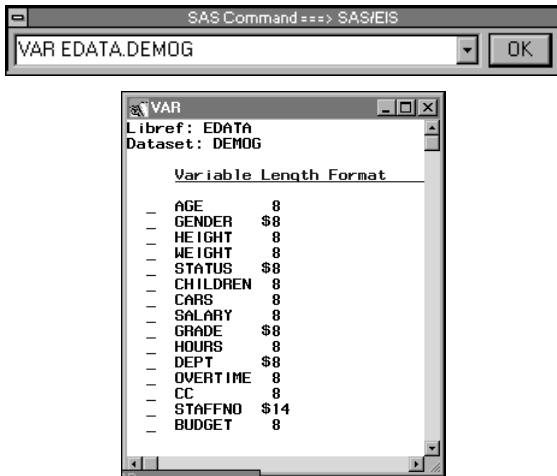 SAS Command ===> SAS/EIS
VAR EDATA.DEMOG
OK
VAR
Libref: EDATA
Dataset: DEMOG
Variable Length Format
_ AGE 8
_ GENDER $8
_ HEIGHT 8
_ WEIGHT 8
_ STATUS $8
_ CHILDREN 8
_ CARS 8
_ SALARY 8
_ GRADE $8
_ HOURS 8
_ DEPT $8
_ OVERTIME 8
_ CC 8
_ STAFFNO $14
_ BUDGET 8